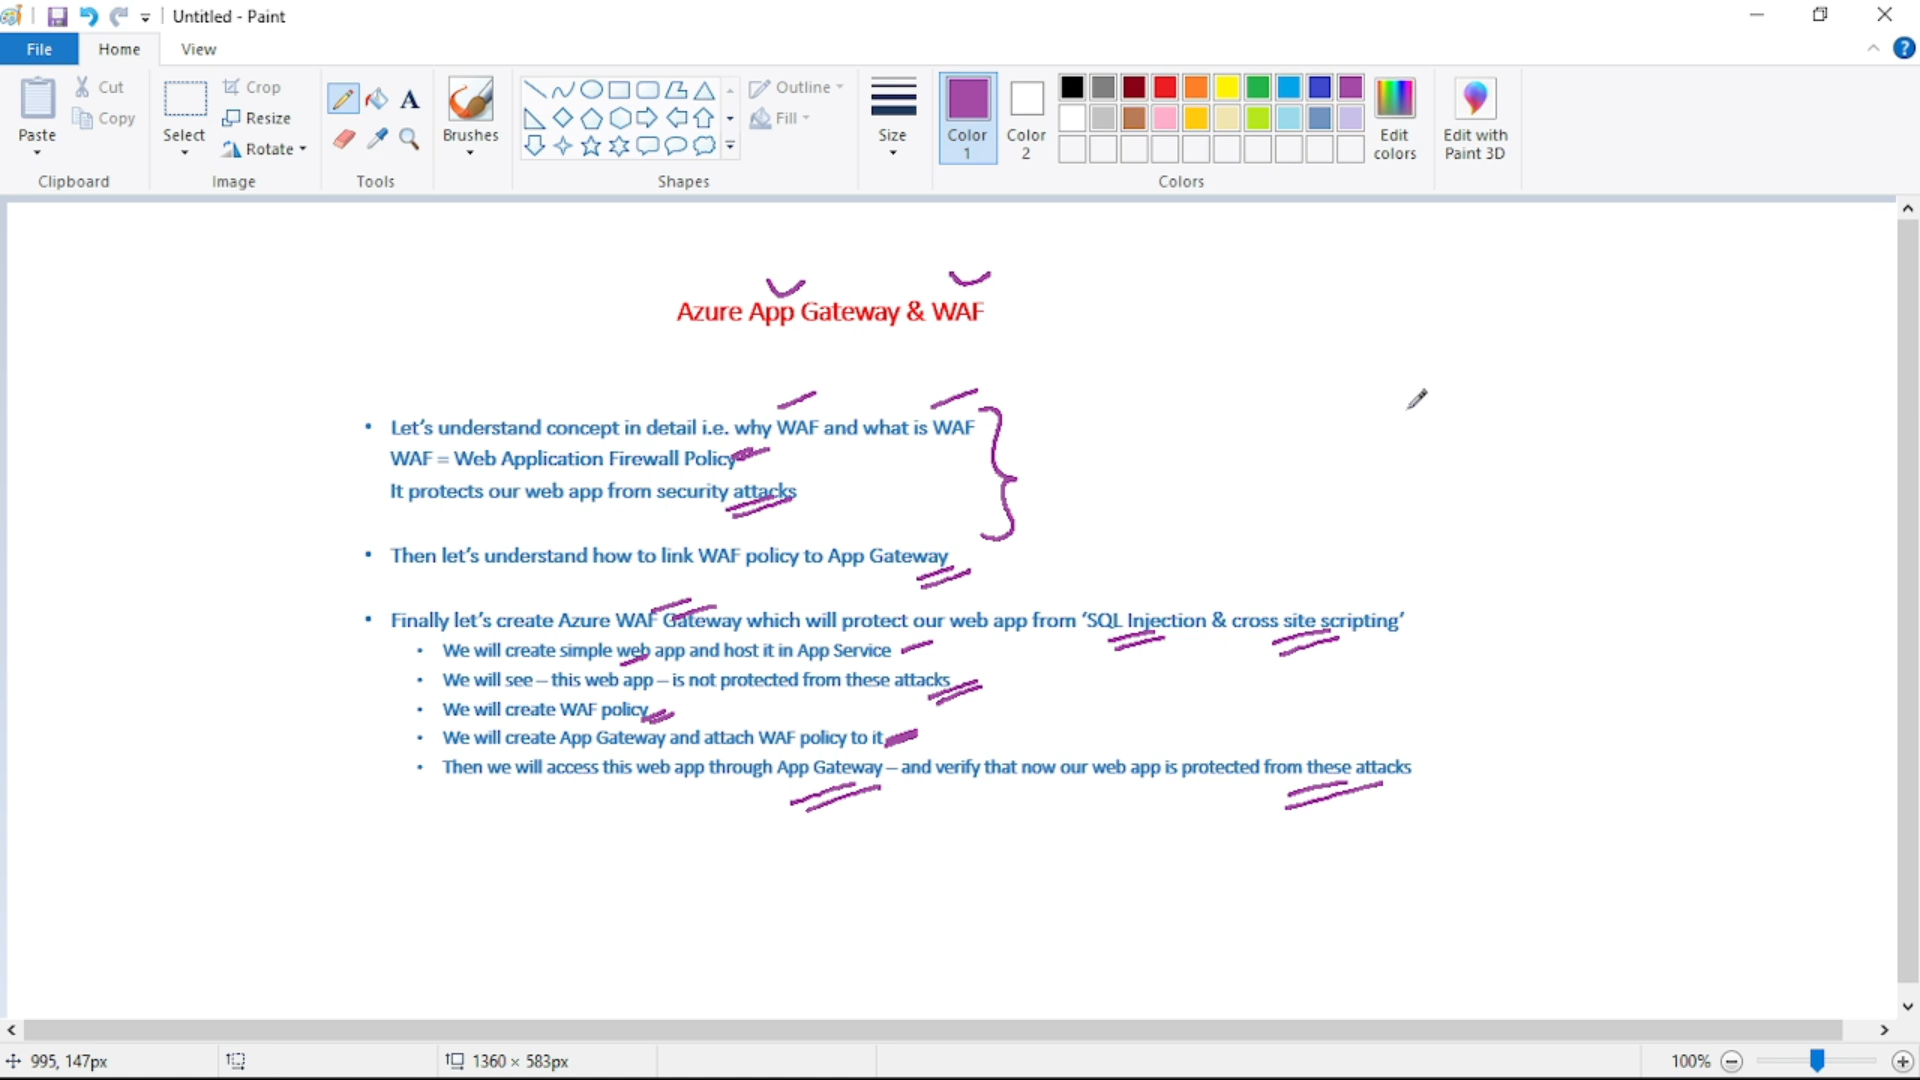 Untitled - Paint
File Home View
Paste
Cut
Copy
Clipboard
Select
Crop
Resize
Rotate
Image
A
Tools
Brushes
Shapes
Outline
Fill
Size
Color 1
Color 2
Colors
Edit colors
Edit with Paint 3D
?
Azure App Gateway & WAF
• Let's understand concept in detail i.e. why WAF and what is WAF
WAF = Web Application Firewall Policy
It protects our web app from security attacks
• Then let's understand how to link WAF policy to App Gateway
• Finally let's create Azure WAF Gateway which will protect our web app from ‘SQL Injection & cross site scripting’
• We will create simple web app and host it in App Service
• We will see – this web app – is not protected from these attacks
• We will create WAF policy
• We will create App Gateway and attach WAF policy to it
• Then we will access this web app through App Gateway – and verify that now our web app is protected from these attacks
995, 147px
1360 × 583px
100%